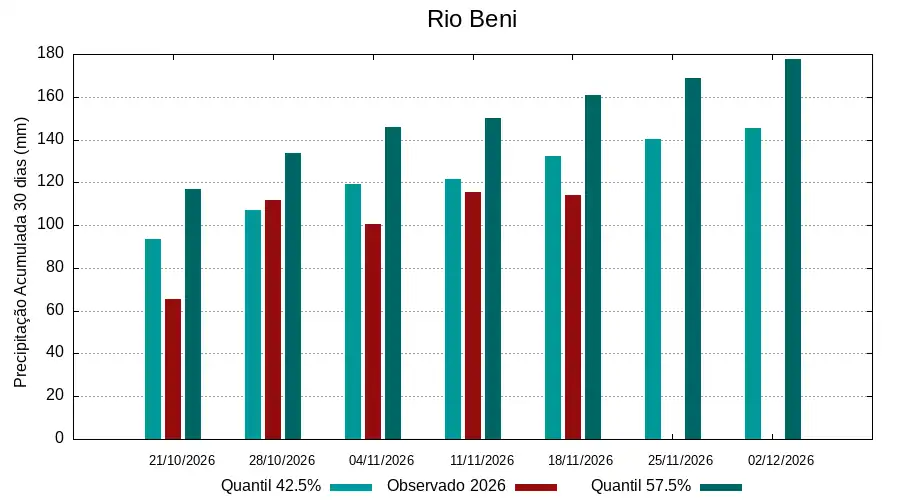 Rio Beni
Precipitação Acumulada 30 dias (mm)
180
160
140
120
100
80
60
40
20
0
21/10/2026 28/10/2026 04/11/2026 11/11/2026 18/11/2026 25/11/2026 02/12/2026
Quantil 42.5% Observado 2026 Quantil 57.5%